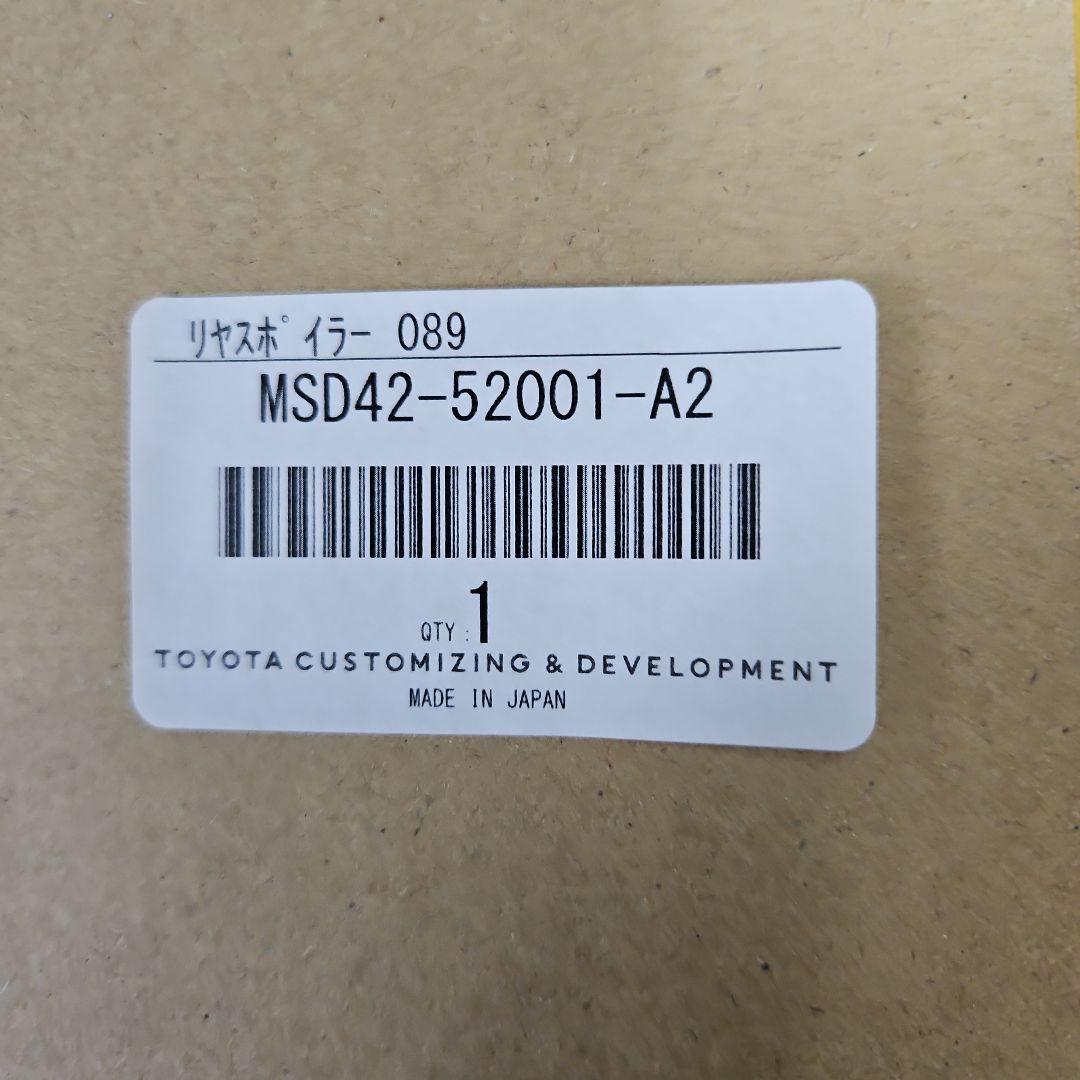 ﾘﾔｽﾎﾟｲﾗｰ 089
MSD42-52001-A2
QTY : 1
TOYOTA CUSTOMIZING & DEVELOPMENT
MADE IN JAPAN